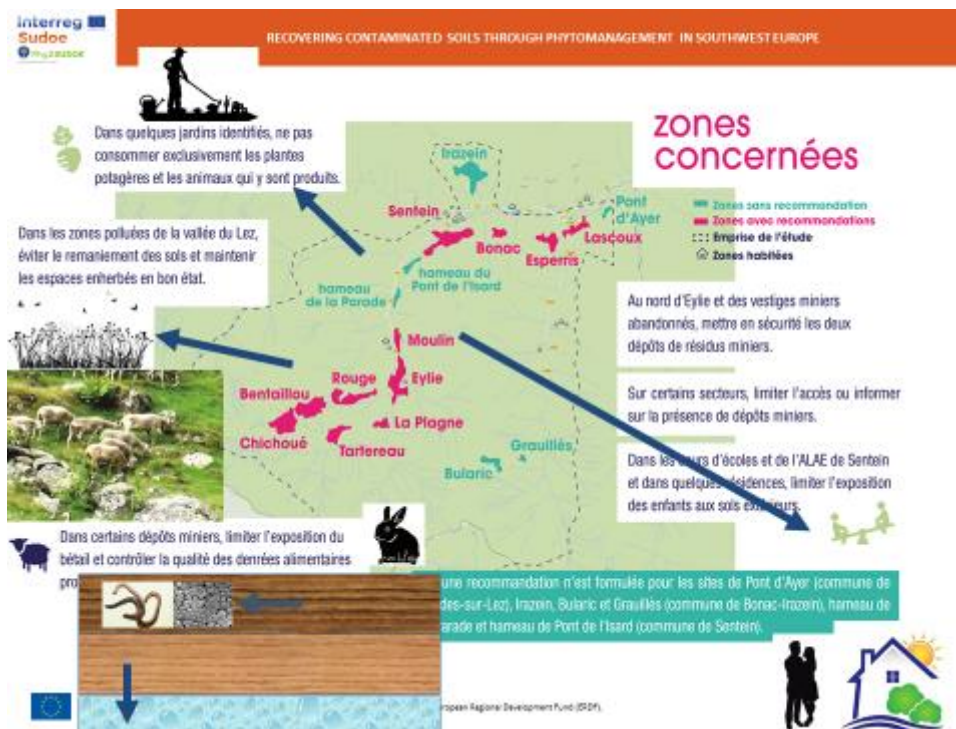 Interreg
Sudoe
RECOVERING CONTAMINATED SOILS THROUGH PHYTOMANAGEMENT IN SOUTHWEST EUROPE
zones
concernées
Zones sans recommandation
Zones avec recommandations
Emprise de l'étude
Zones habitées
Dans quelques jardins identifiés, ne pas
consommer exclusivement les plantes
potagères et les animaux qui y sont produits.
Dans les zones polluées de la vallée du Lez,
éviter le remaniement des sols et maintenir
les espaces enherbés en bon état.
Irazein
Sentein
Pont
d'Ayer
Bonac
Lascoux
Esperris
hameau du
Pont de l'Isard
hameau
de la Parade
Moulin
Rouge
Eylie
Bentaillou
La Plagne
Chichoué
Tartereau
Grauillés
Bularic
Au nord d'Eylie et des vestiges miniers
abandonnés, mettre en sécurité les deux
dépôts de résidus miniers.
Sur certains secteurs, limiter l'accès ou informer
sur la présence de dépôts miniers.
Dans les cours d'écoles et de l'ALAE de Sentein
et dans quelques résidences, limiter l'exposition
des enfants aux sols extérieurs.
Dans certains dépôts miniers, limiter l'exposition du
bétail et contrôler la qualité des denrées alimentaires
une recommandation n'est formulée pour les sites de Pont d'Ayer (commune de
des-sur-Lez), Irazein, Bularic et Grauillés (commune de Bonac-Irazein), hameau de
arade et hameau de Pont de l'Isard (commune de Sentein).
ropean Regional Development Fund (ERDF).